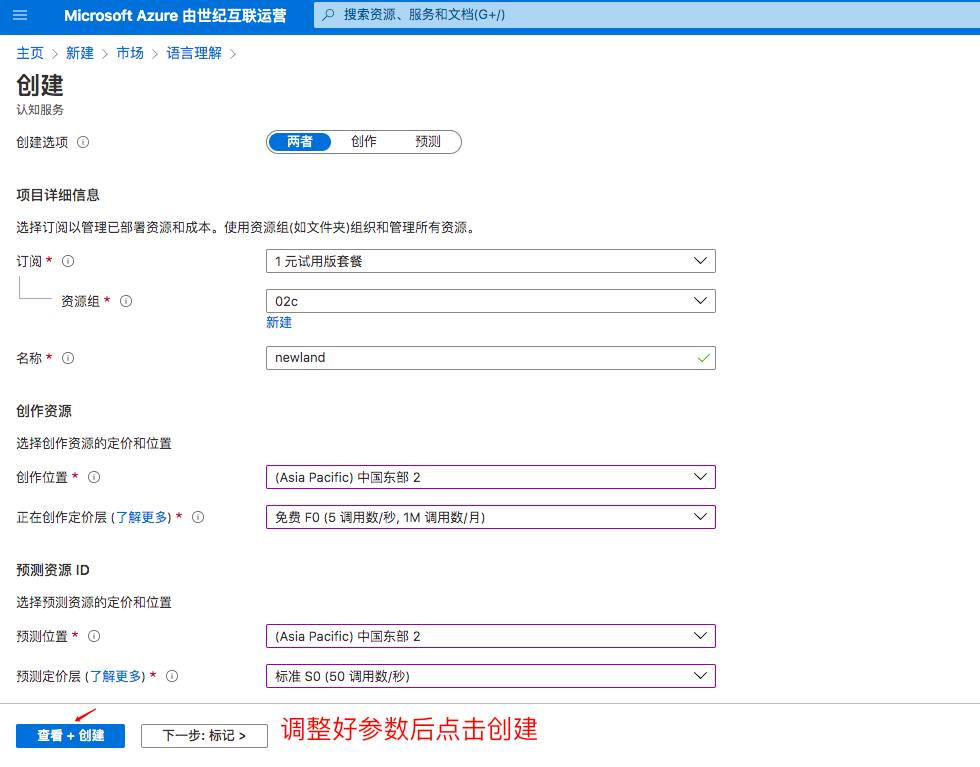 Microsoft Azure 由世纪互联运营
搜索资源、服务和文档(G+/)
主页 > 新建 > 市场 > 语言理解 >
创建
认知服务
创建选项
两者 创作 预测
项目详细信息
选择订阅以管理已部署资源和成本。使用资源组(如文件夹)组织和管理所有资源。
订阅 *
1 元试用版套餐
资源组 *
02c
新建
名称 *
newland
创作资源
选择创作资源的定价和位置
创作位置 *
(Asia Pacific) 中国东部 2
正在创作定价层 (了解更多) *
免费 F0 (5 调用数/秒, 1M 调用数/月)
预测资源 ID
选择预测资源的定价和位置
预测位置 *
(Asia Pacific) 中国东部 2
预测定价层 (了解更多) *
标准 S0 (50 调用数/秒)
查看 + 创建
下一步: 标记 >
调整好参数后点击创建